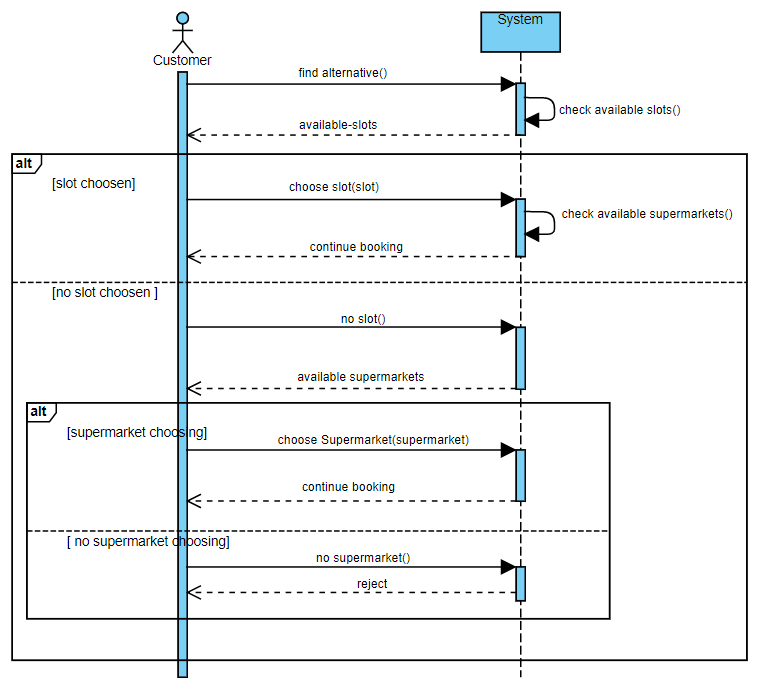 System
Customer
find alternative()
check available slots()
available-slots
alt
[slot choosen]
choose slot(slot)
check available supermarkets()
continue booking
[no slot choosen ]
no slot()
available supermarkets
alt
[supermarket choosing]
choose Supermarket(supermarket)
continue booking
[ no supermarket choosing]
no supermarket()
reject